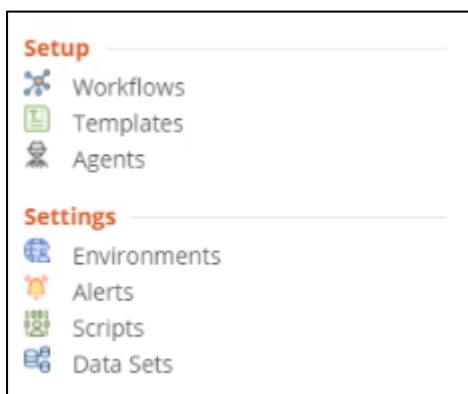 Setup
Workflows
Templates
Agents
Settings
Environments
Alerts
Scripts
Data Sets